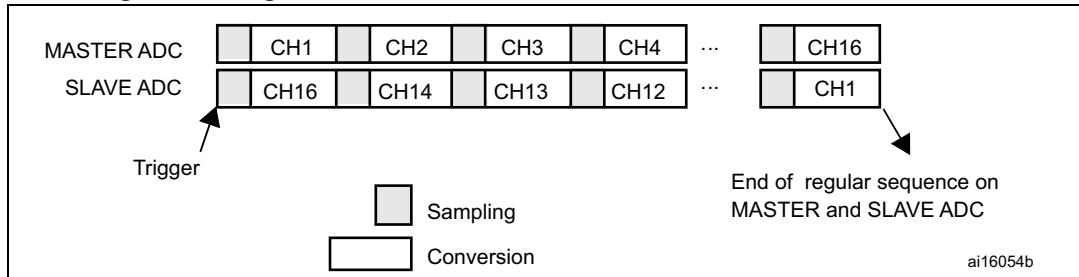 MASTER ADC CH1 CH2 CH3 CH4 ... CH16
SLAVE ADC CH16 CH14 CH13 CH12 ... CH1
Trigger
End of regular sequence on
MASTER and SLAVE ADC
Sampling
Conversion
ai16054b